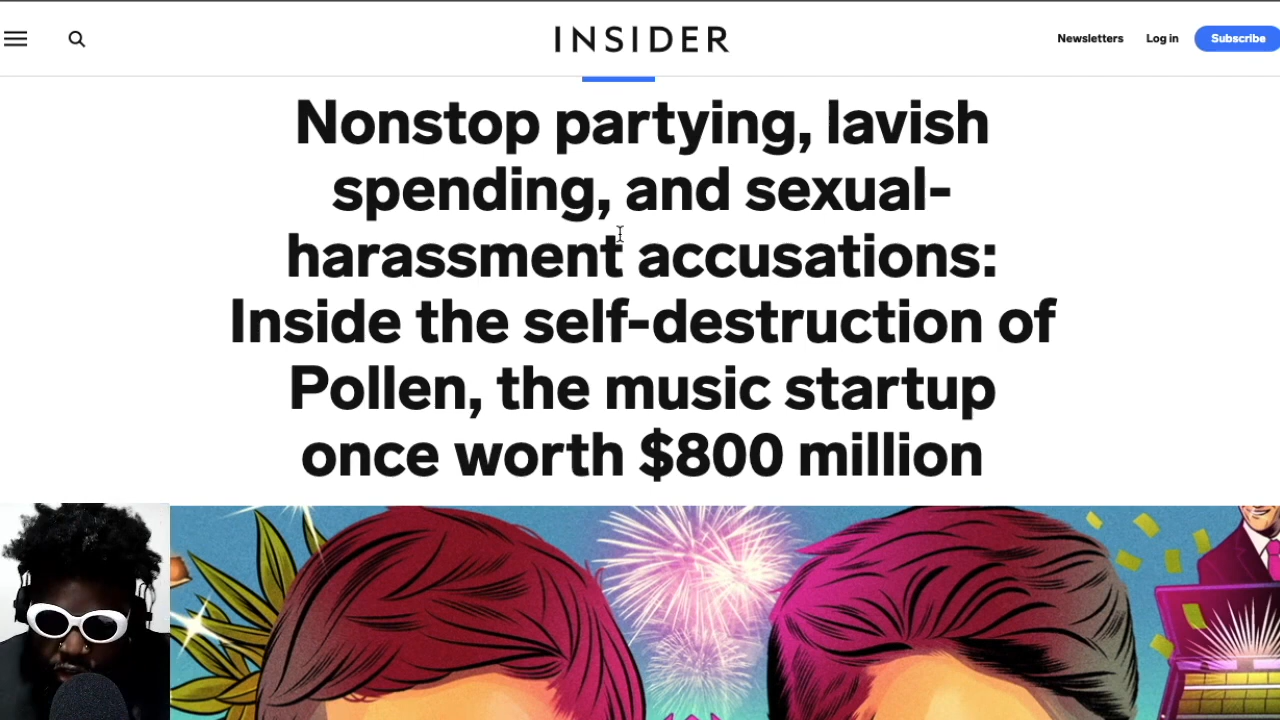 INSIDER
Newsletters
Log in
Subscribe
Nonstop partying, lavish
spending, and sexual-
harassment accusations:
Inside the self-destruction of
Pollen, the music startup
once worth $800 million